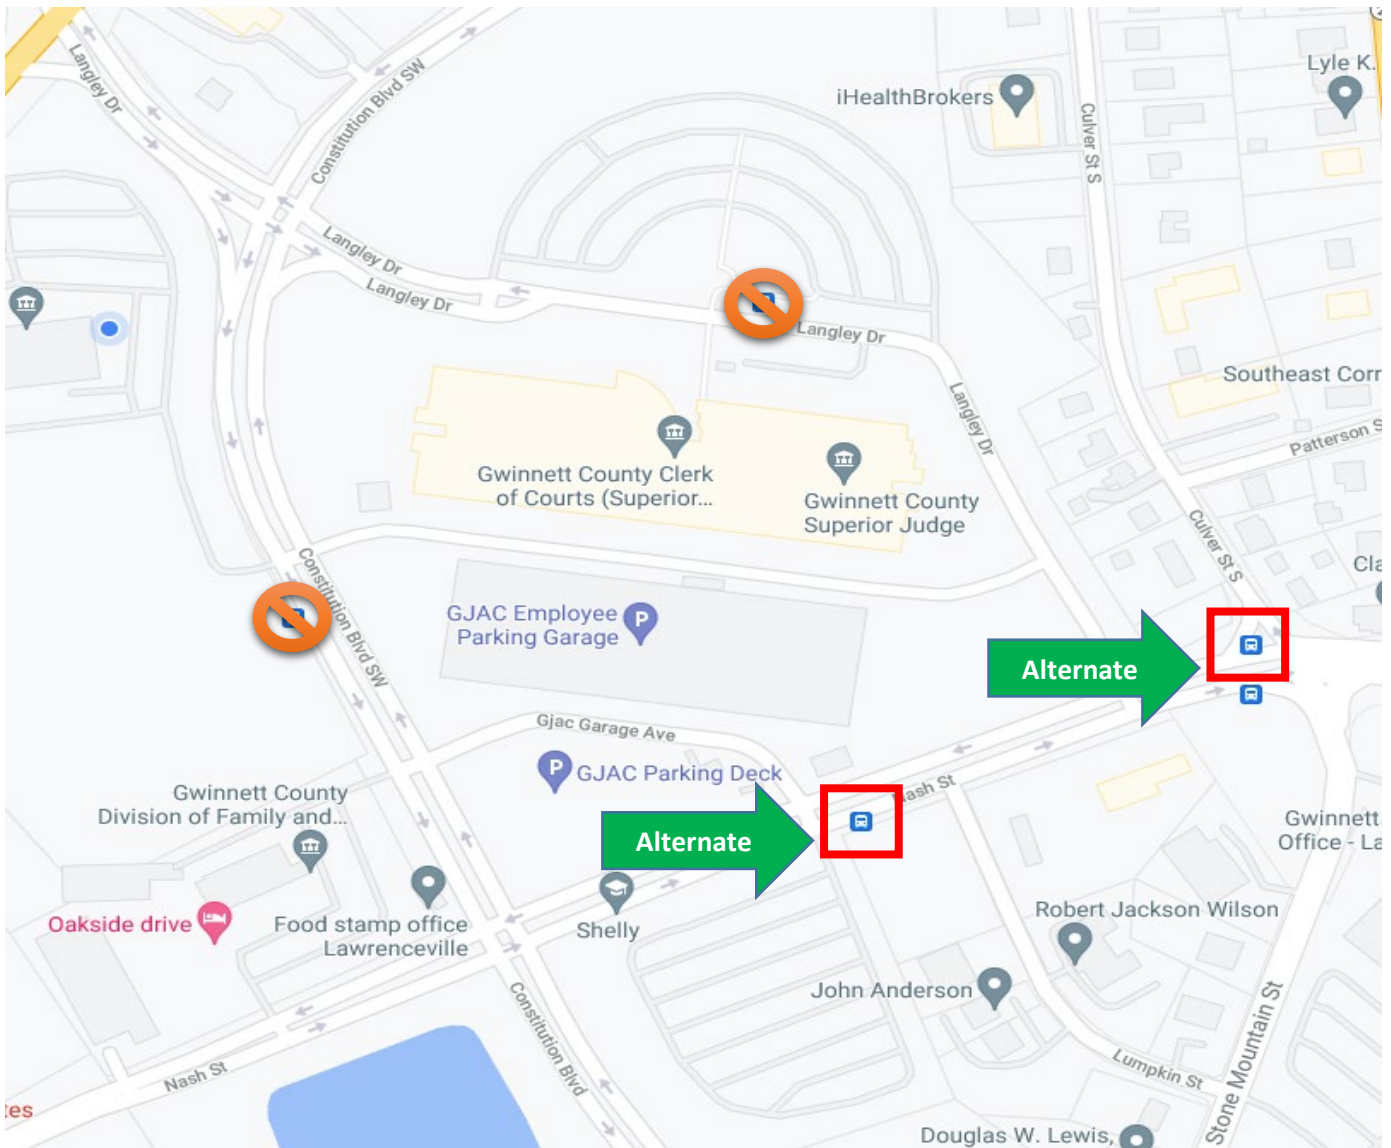 Lyle K.
iHealthBrokers
Langley Dr
Constitution Blvd SW
Culver St S
Langley Dr
Langley Dr
Langley Dr
Southeast Corr
Langley Dr
Patterson S
Gwinnett County Clerk
of Courts (Superior...
Gwinnett County
Superior Judge
Culver St S
Constitution Blvd SW
Cla
GJAC Employee
Parking Garage
P
Alternate
Gjac Garage Ave
P
GJAC Parking Deck
Nash St
Gwinnett County
Division of Family and...
Alternate
Gwinnett
Office - La
Oakside drive
Food stamp office
Lawrenceville
Shelly
Robert Jackson Wilson
John Anderson
Constitution Blvd
Stone Mountain St
Lumpkin St
Nash St
tes
Douglas W. Lewis,